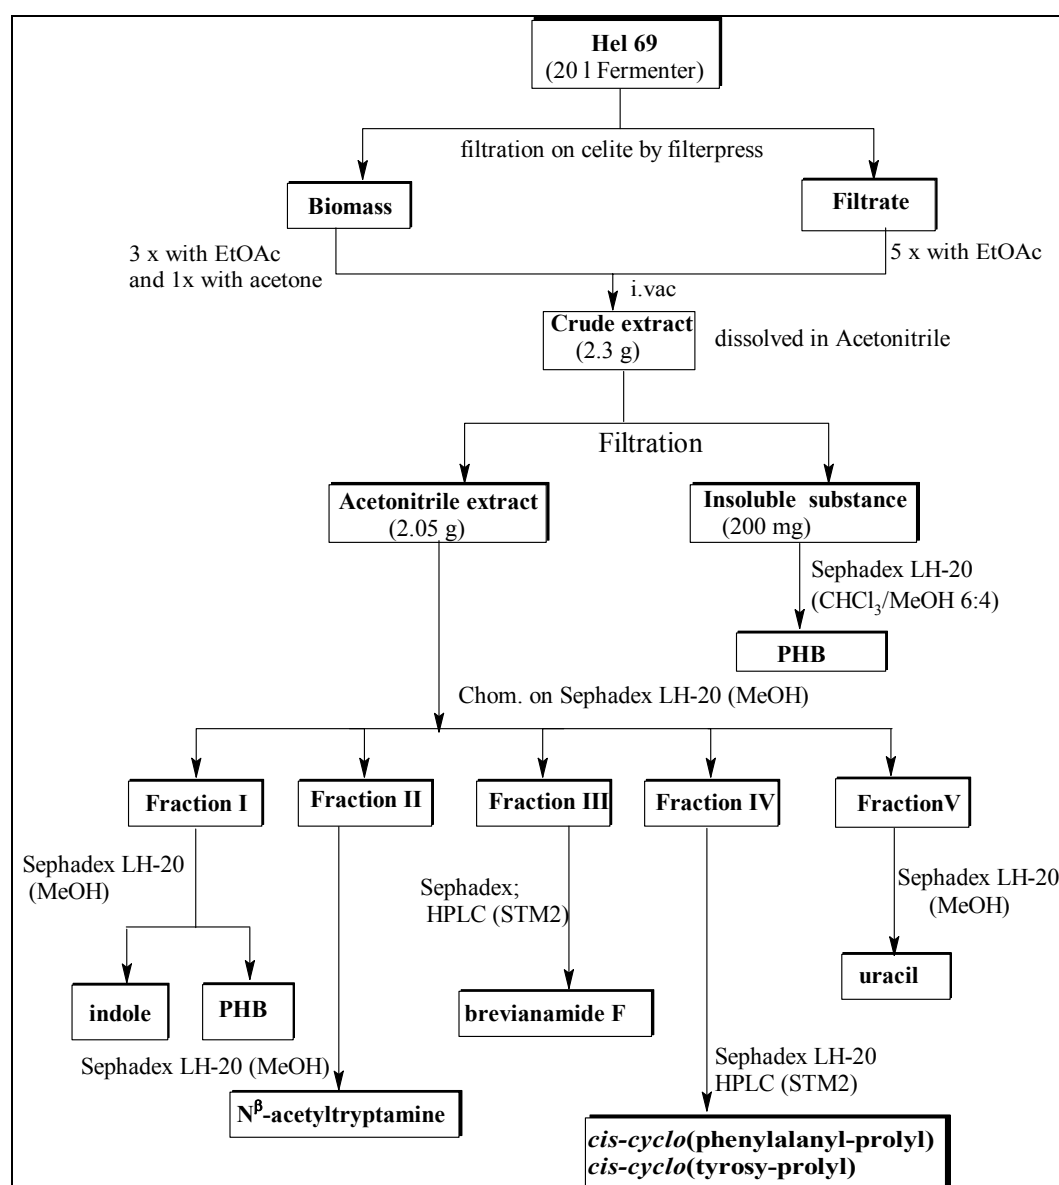 Hel 69
(20 l Fermenter)
filtration on celite by filterpress
Biomass
Filtrate
3 x with EtOAc
and 1x with acetone
5 x with EtOAc
i.vac
Crude extract
(2.3 g)
dissolved in Acetonitrile
Filtration
Acetonitrile extract
(2.05 g)
Insoluble substance
(200 mg)
Sephadex LH-20
(CHCl₃/MeOH 6:4)
PHB
Chom. on Sephadex LH-20 (MeOH)
Fraction I
Fraction II
Fraction III
Fraction IV
FractionV
Sephadex LH-20
(MeOH)
Sephadex;
HPLC (STM2)
Sephadex LH-20
(MeOH)
indole
PHB
brevianamide F
uracil
Sephadex LH-20 (MeOH)
Sephadex LH-20
HPLC (STM2)
Nᵝ-acetyltryptamine
cis-cyclo(phenylalanyl-prolyl)
cis-cyclo(tyrosy-prolyl)